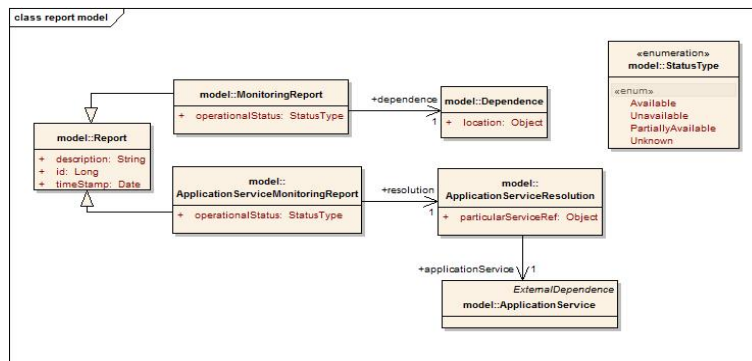 class report model
«enumeration»
model::StatusType
«enum»
Available
Unavailable
PartiallyAvailable
Unknown
model::MonitoringReport
+ operationalStatus: StatusType
+dependence
1
model::Dependence
+ location: Object
model::Report
+ description: String
+ id: Long
+ timeStamp: Date
model::
ApplicationServiceMonitoringReport
+ operationalStatus: StatusType
+resolution
1
model::
ApplicationServiceResolution
+ particularServiceRef: Object
+applicationService
1
ExternalDependence
model::ApplicationService